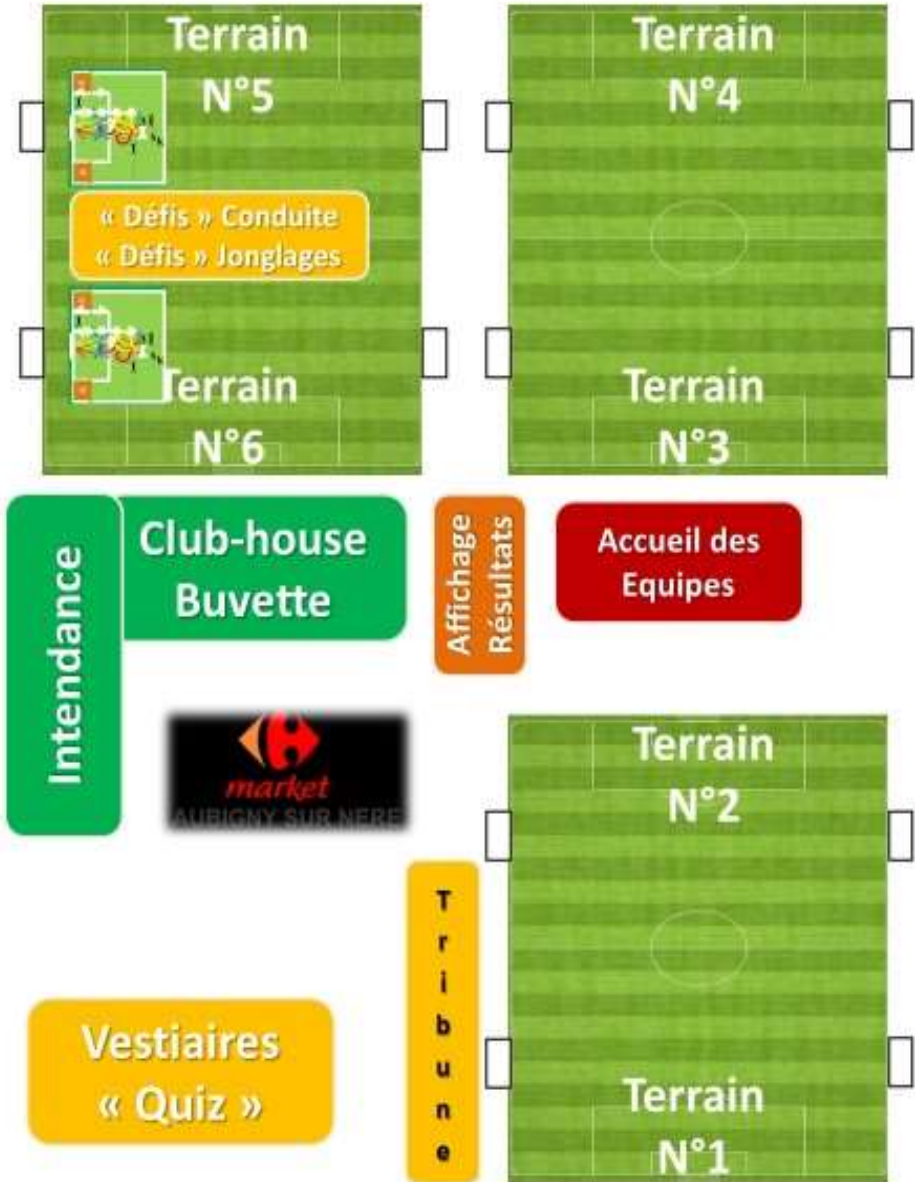 Terrain
N°5
« Défis » Conduite
« Défis » Jonglages
Terrain
N°6
Terrain
N°4
Terrain
N°3
Intendance
Club-house
Buvette
Affichage
Résultats
Accueil des
Equipes
market
AUBIGNY SUR NERE
Terrain
N°2
Tribune
Vestiaires
« Quiz »
Terrain
N°1